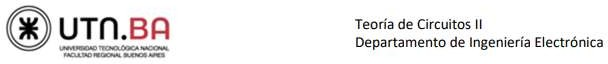 UTN.BA
UNIVERSIDAD TECNOLÓGICA NACIONAL
FACULTAD REGIONAL BUENOS AIRES
Teoría de Circuitos II
Departamento de Ingeniería Electrónica